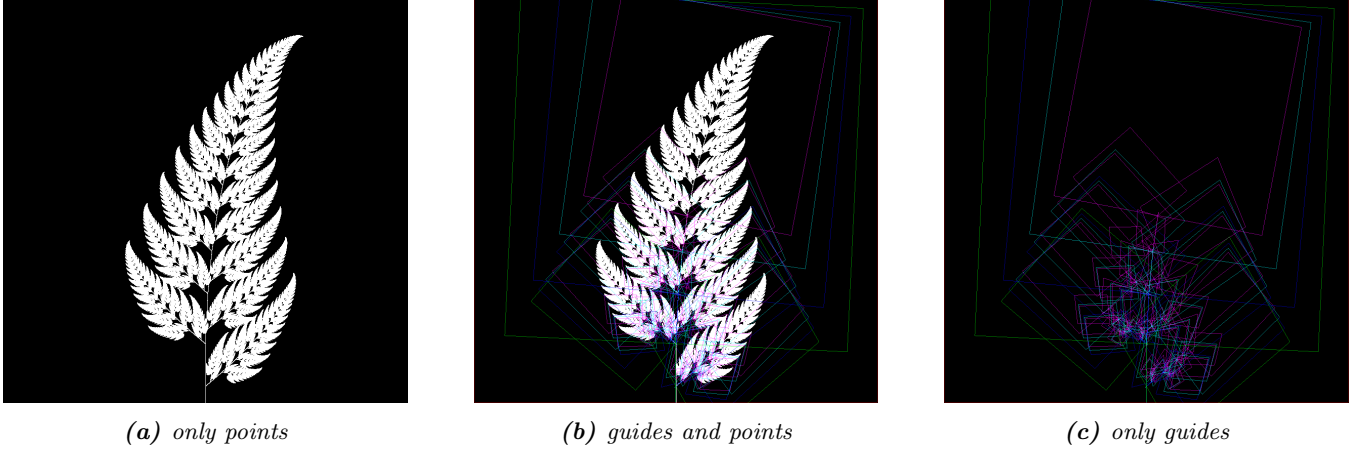 (a) only points
(b) guides and points
(c) only guides